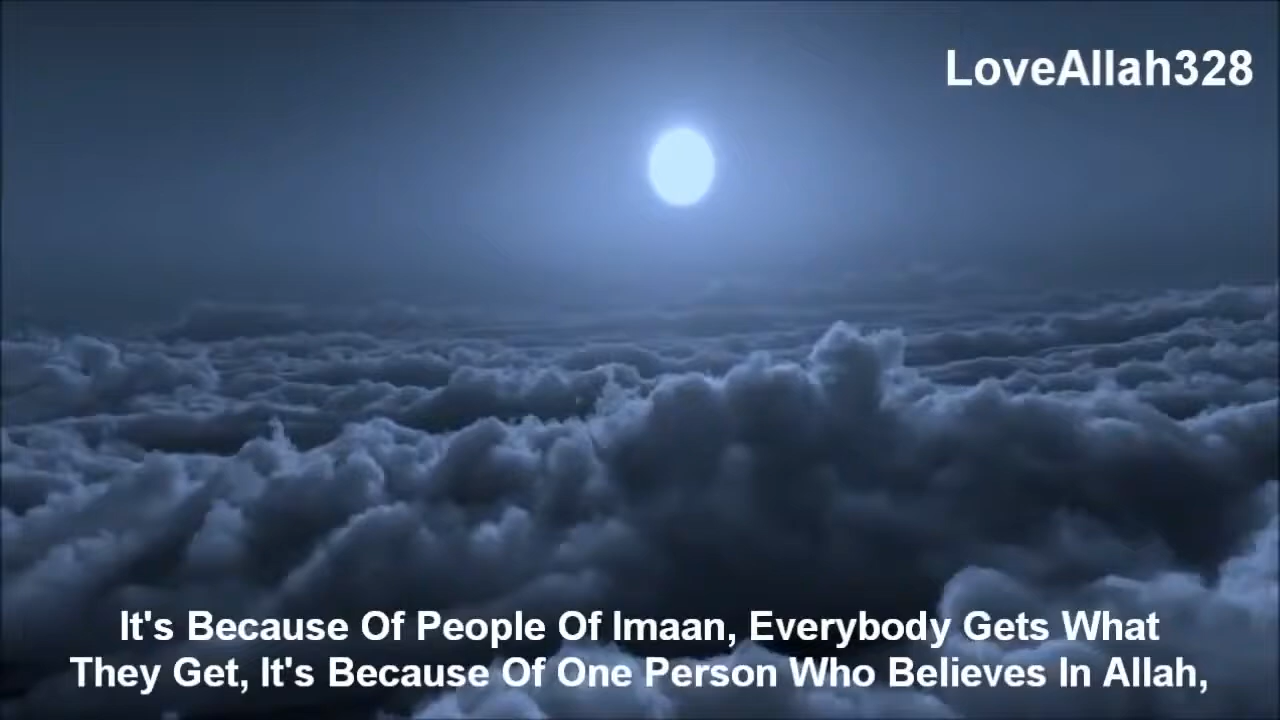 LoveAllah328
It's Because Of People Of Imaan, Everybody Gets What
They Get, It's Because Of One Person Who Believes In Allah,